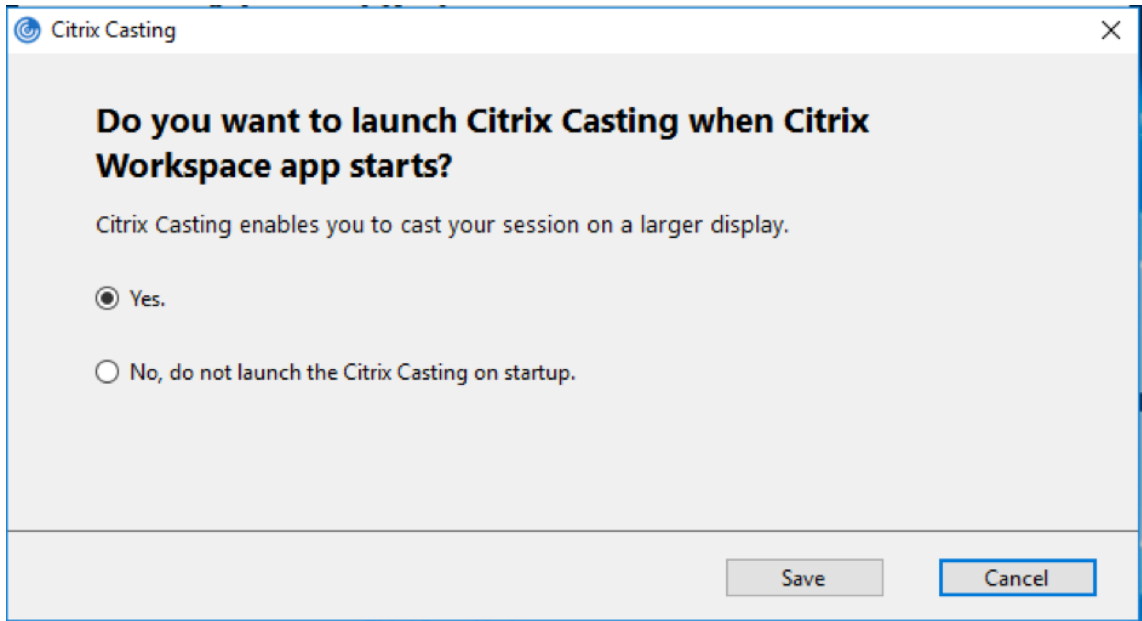 Citrix Casting
Do you want to launch Citrix Casting when Citrix
Workspace app starts?
Citrix Casting enables you to cast your session on a larger display.
Yes.
No, do not launch the Citrix Casting on startup.
Save Cancel